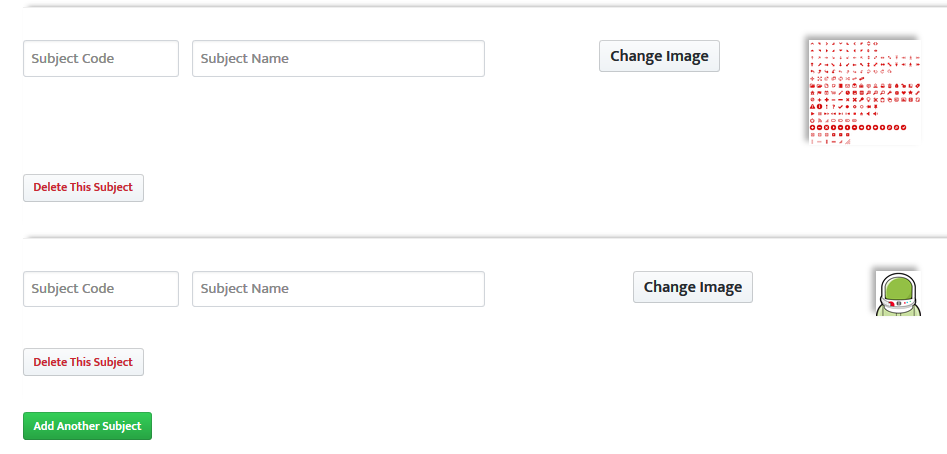 Subject Code Subject Name Change Image
Delete This Subject
Subject Code Subject Name Change Image
Delete This Subject
Add Another Subject